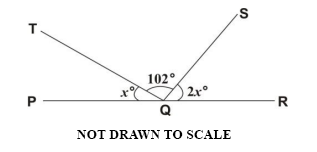 S
T
102°
x° 2x°
P R
Q
NOT DRAWN TO SCALE